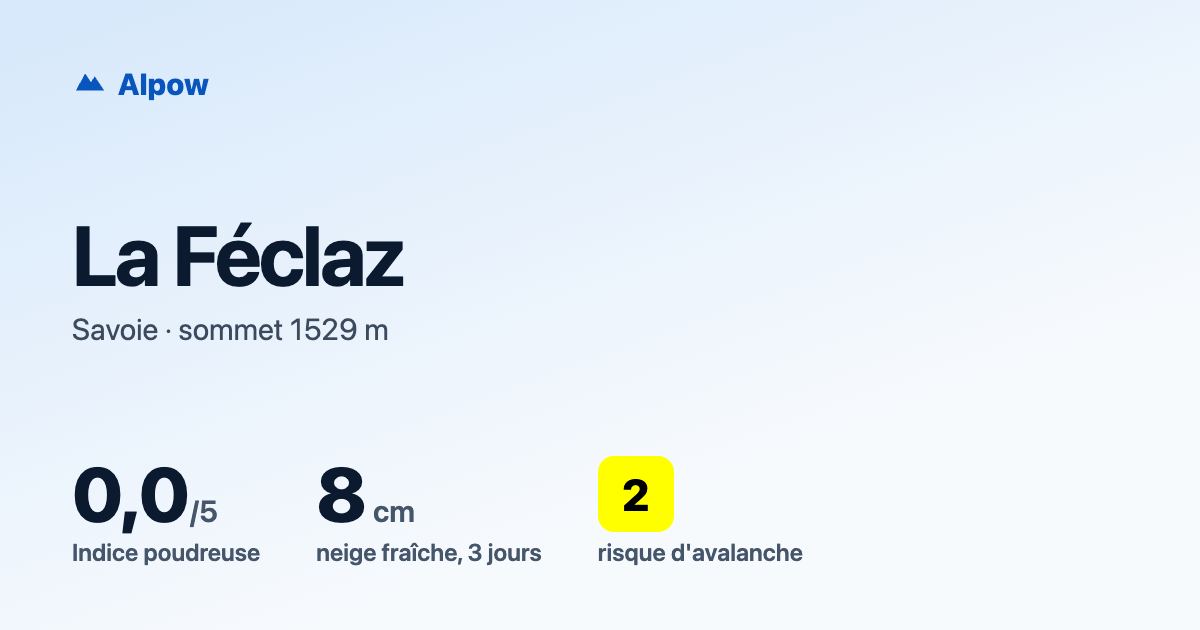 Alpow
La Féclaz
Savoie · sommet 1529 m
0,0/5
Indice poudreuse
8 cm
neige fraîche, 3 jours
2
risque d'avalanche